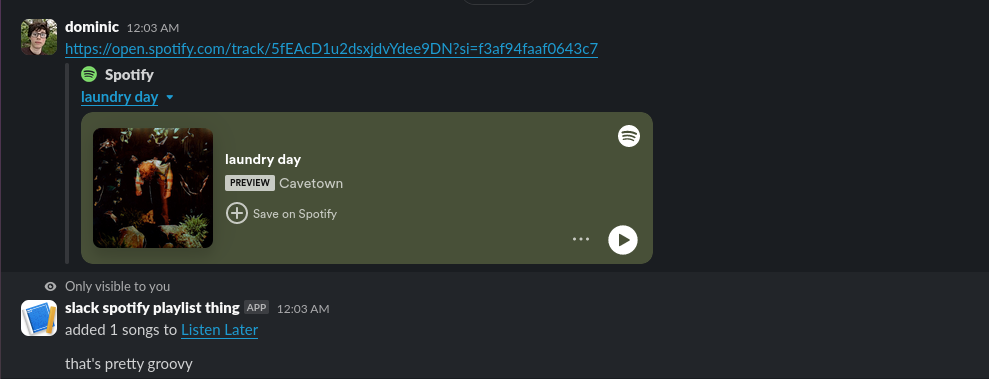 dominic 12:03 AM
https://open.spotify.com/track/5fEAcD1u2dsxjdvYdee9DN?si=f3af94faaf0643c7
Spotify
laundry day
laundry day
PREVIEW Cavetown
Save on Spotify
Only visible to you
slack spotify playlist thing APP 12:03 AM
added 1 songs to Listen Later
that's pretty groovy